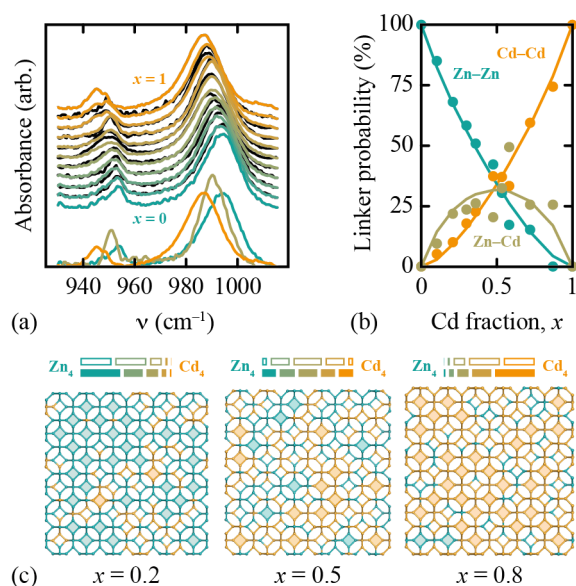 Absorbance (arb.)
x = 1
x = 0
940 960 980 1000
ν (cm⁻¹)
(a)
Linker probability (%)
100
75
50
25
0
Cd–Cd
Zn–Zn
Zn–Cd
0 0.5 1
Cd fraction, x
(b)
Zn₄ Cd₄
Zn₄ Cd₄
Zn₄ Cd₄
(c)
x = 0.2
x = 0.5
x = 0.8